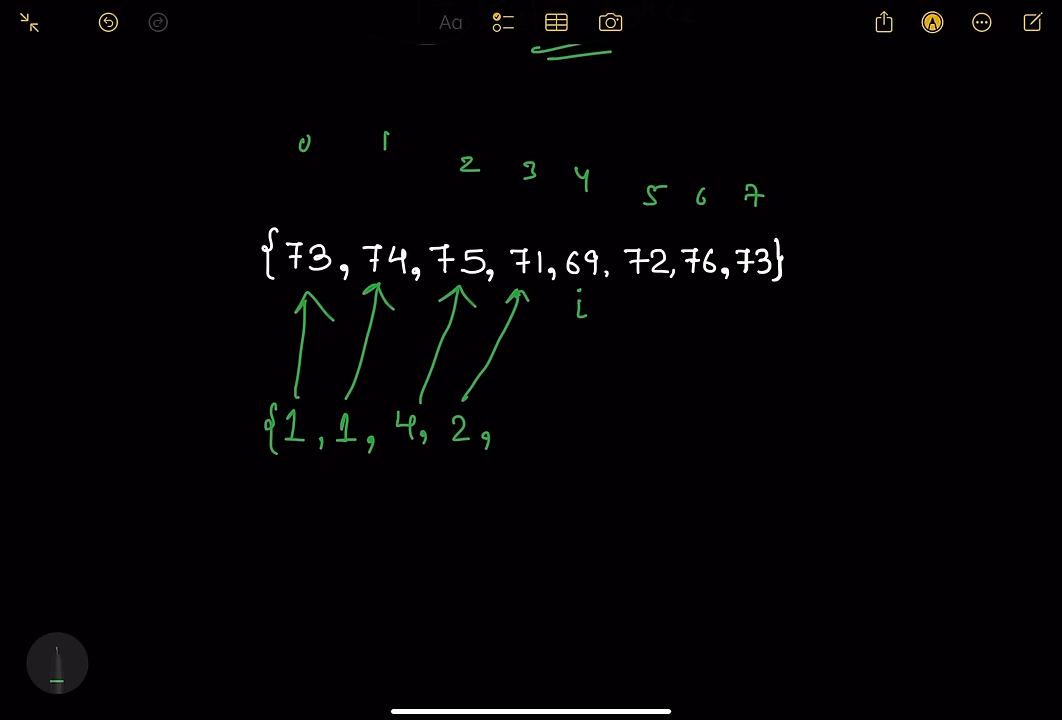 Aa
0 1 2 3 4 5 6 7
{73, 74, 75, 71, 69, 72, 76, 73}
i
{1, 1, 4, 2,